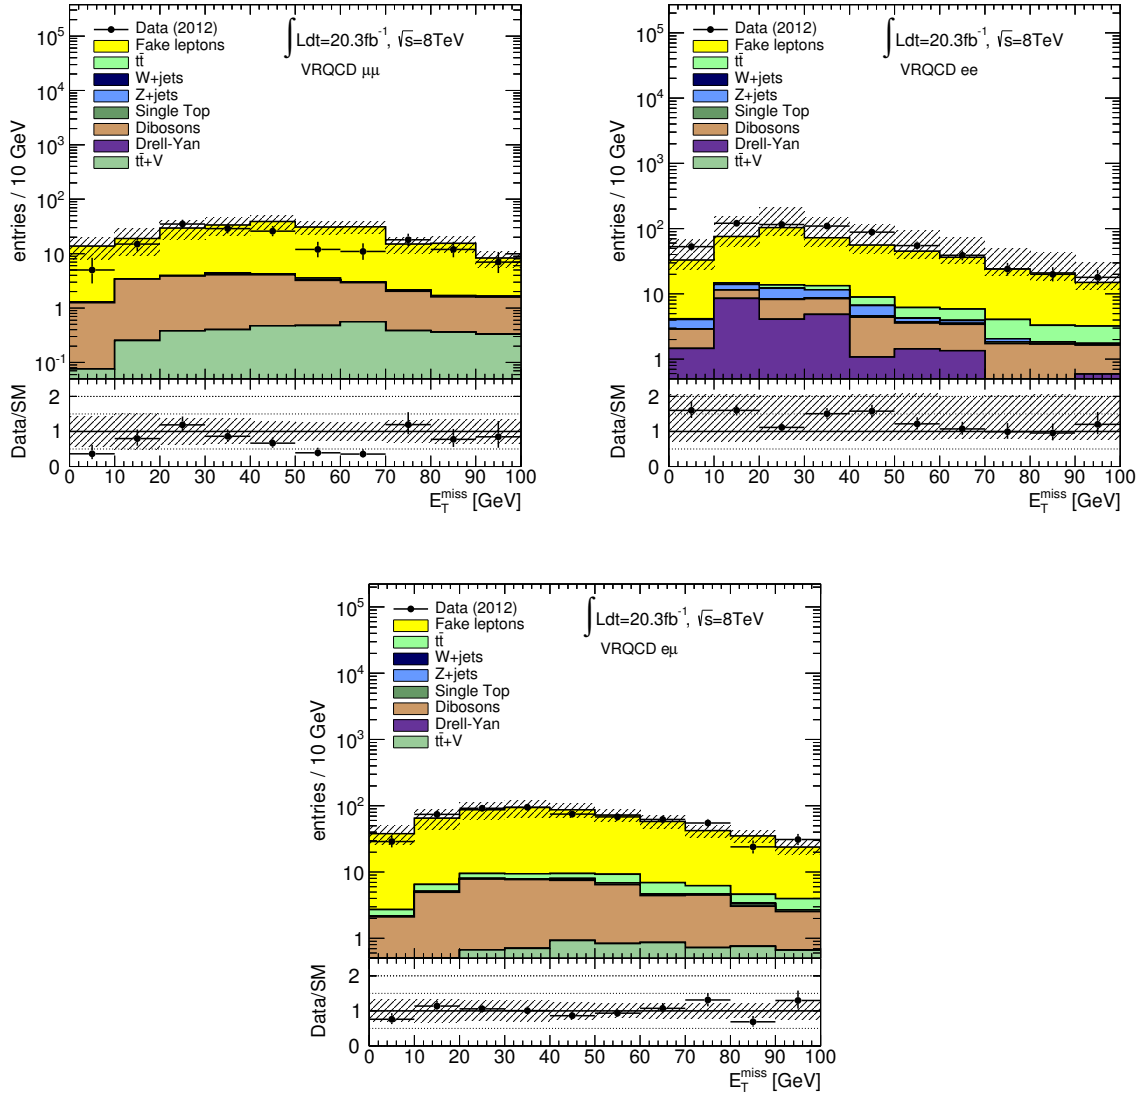 Data (2012)
Fake leptons
tt̄
W+jets
Z+jets
Single Top
Dibosons
Drell-Yan
tt̄+V
∫ Ldt=20.3fb⁻¹, √s=8TeV
VRQCD μμ
entries / 10 GeV
10⁵
10⁴
10³
10²
10
1
10⁻¹
Data/SM
2
1
0
0 10 20 30 40 50 60 70 80 90 100
E_T^miss [GeV]
Data (2012)
Fake leptons
tt̄
W+jets
Z+jets
Single Top
Dibosons
Drell-Yan
tt̄+V
∫ Ldt=20.3fb⁻¹, √s=8TeV
VRQCD ee
entries / 10 GeV
10⁵
10⁴
10³
10²
10
1
Data/SM
2
1
0
0 10 20 30 40 50 60 70 80 90 100
E_T^miss [GeV]
Data (2012)
Fake leptons
tt̄
W+jets
Z+jets
Single Top
Dibosons
Drell-Yan
tt̄+V
∫ Ldt=20.3fb⁻¹, √s=8TeV
VRQCD eμ
entries / 10 GeV
10⁵
10⁴
10³
10²
10
1
Data/SM
2
1
0
0 10 20 30 40 50 60 70 80 90 100
E_T^miss [GeV]